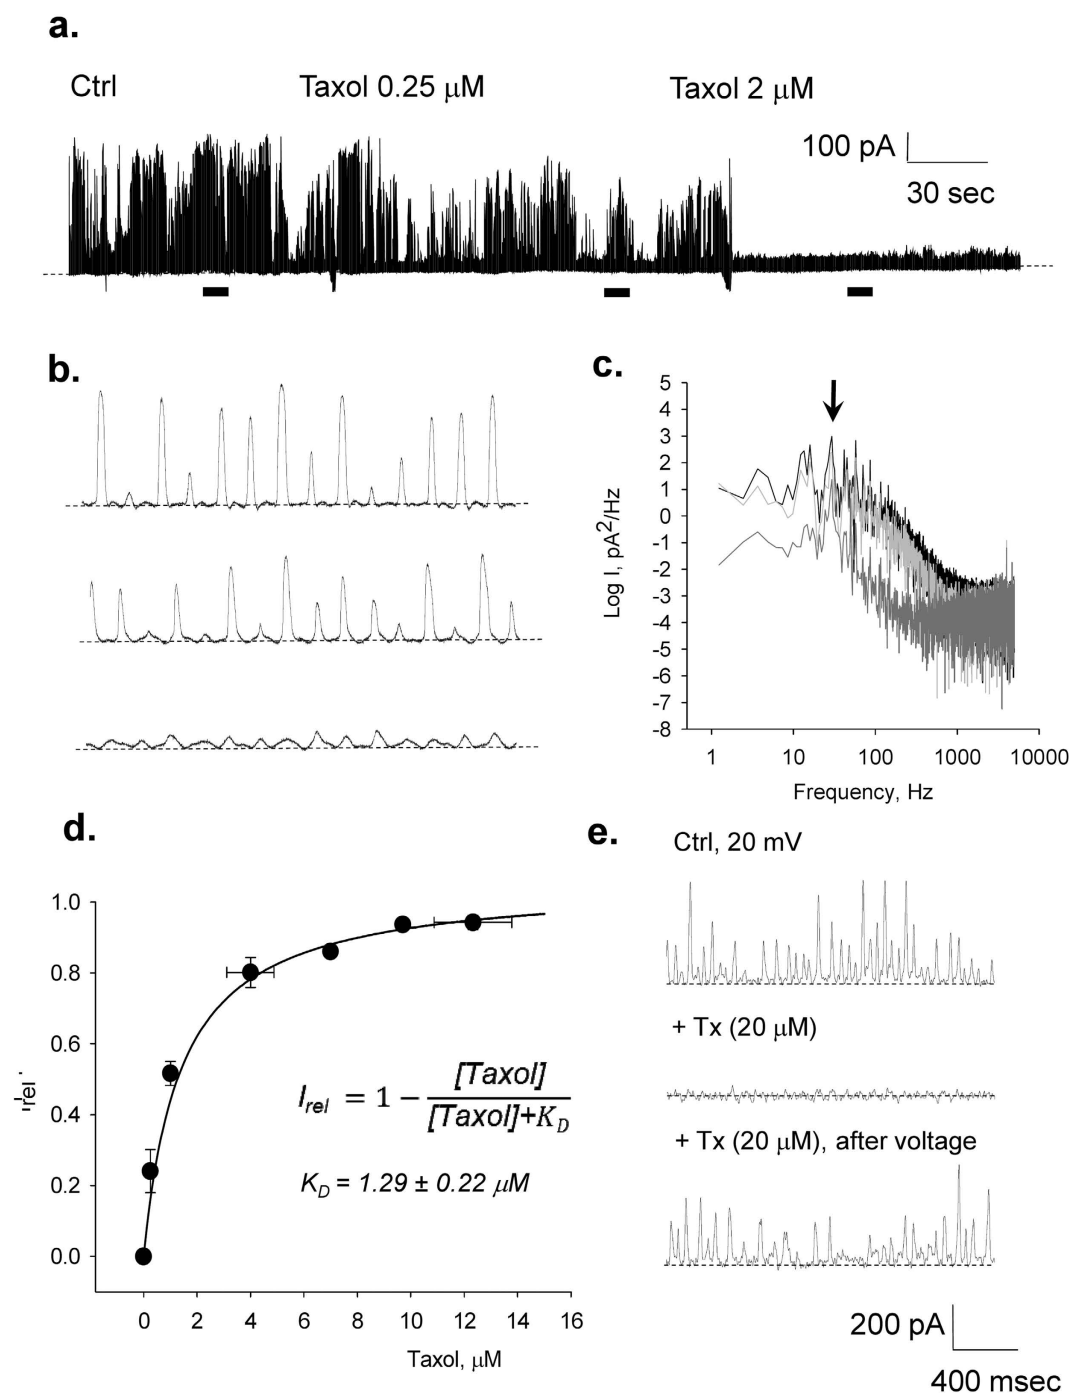 a.
Ctrl
Taxol 0.25 μM
Taxol 2 μM
100 pA
30 sec
b.
c.
5
4
3
2
1
0
-1
-2
-3
-4
-5
-6
-7
-8
Log I, pA²/Hz
1
10
100
1000
10000
Frequency, Hz
d.
1.0
0.8
0.6
0.4
0.2
0.0
I rel = 1 − [Taxol] / [Taxol]+K D
K D = 1.29 ± 0.22 μM
0
2
4
6
8
10
12
14
16
Taxol, μM
e.
Ctrl, 20 mV
+ Tx (20 μM)
+ Tx (20 μM), after voltage
200 pA
400 msec